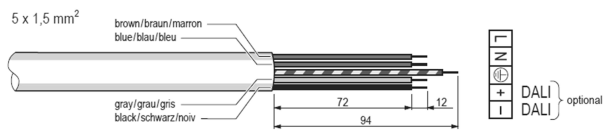 5 x 1,5 mm²
brown/braun/marron
blue/blau/bleu
gray/grau/gris
black/schwarz/noiv
72
12
94
L
N
+ DALI
- DALI
optional